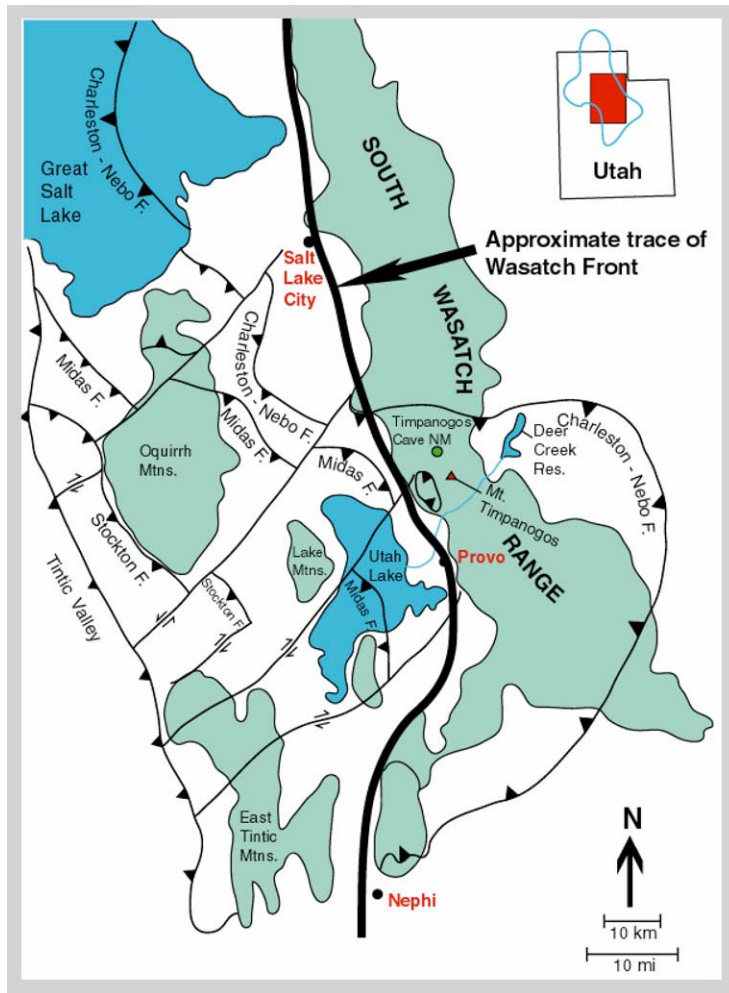 Charleston - Nebo F.
Great
Salt
Lake
SOUTH
Utah
Salt
Lake
City
Approximate trace of
Wasatch Front
WASATCH
Midas F.
Charleston - Nebo F.
Midas F.
Oquirrh
Mtns.
Midas F.
Timpanogos
Cave NM
Deer
Creek
Res.
Charleston - Nebo F.
Mt.
Timpanogos
RANGE
Stockton F.
Tintic Valley
Stockton F.
Lake
Mtns.
Utah
Lake
Midas F.
Provo
East
Tintic
Mtns.
Nephi
N
10 km
10 mi